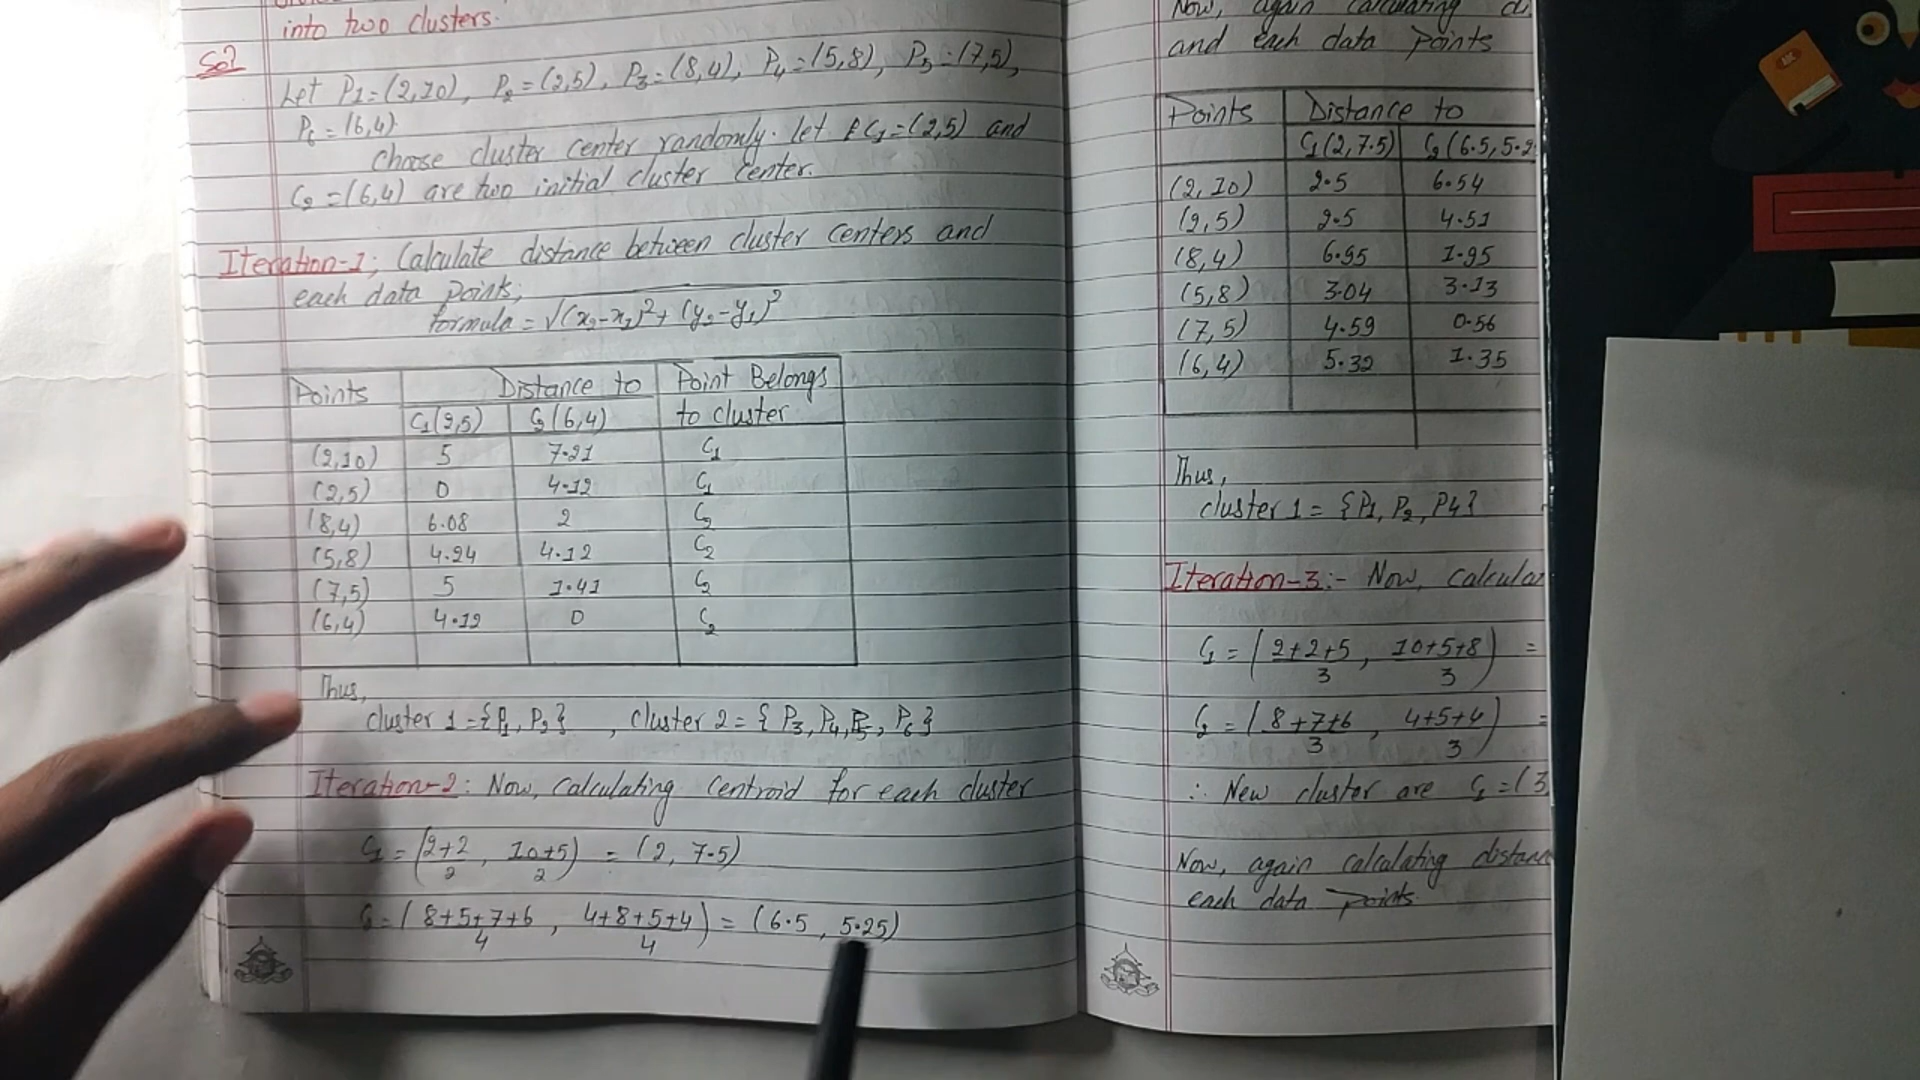 into two clusters.
Sol
Let P1=(2,10), P2=(2,5), P3=(8,4), P4=(5,8), P5=(7,5),
P6=(6,4)
Choose cluster center randomly. let C1=(2,5) and
C2=(6,4) are two initial cluster center.
Iteration-1; Calculate distance between cluster centers and
each data points;
formula = √(x2-x1)²+(y2-y1)²
Points Distance to Point Belongs
C1(2,5) C2(6,4) to cluster
(2,10) 5 7.21 C1
(2,5) 0 4.12 C1
(8,4) 6.08 2 C2
(5,8) 4.24 4.12 C2
(7,5) 5 1.41 C2
(6,4) 4.12 0 C2
Thus,
cluster 1={P1, P2}, cluster 2={P3, P4, P5, P6}
Iteration-2: Now, calculating centroid for each cluster
C1=(2+2/2, 10+5/2) = (2, 7.5)
C2=(8+5+7+6/4, 4+8+5+4/4) = (6.5, 5.25)
Now, again calculating
and each data points
Points Distance to
C1(2,7.5) C2(6.5,5.2
(2,10) 2.5 6.54
(2,5) 2.5 4.51
(8,4) 6.95 1.95
(5,8) 3.04 3.13
(7,5) 4.59 0.56
(6,4) 5.32 1.35
Thus,
cluster 1={P1, P2, P4}
Iteration-3:- Now, calcula
C1=(2+2+5/3, 10+5+8/3) =
C2=(8+7+6/3, 4+5+4/3) =
∴ New cluster are C1=(3
Now, again calculating distan
each data points.